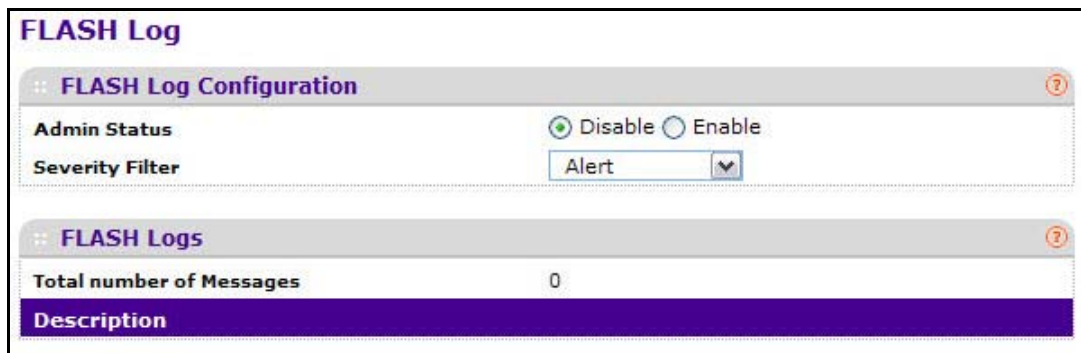 FLASH Log
FLASH Log Configuration
Admin Status Disable Enable
Severity Filter Alert
FLASH Logs
Total number of Messages 0
Description